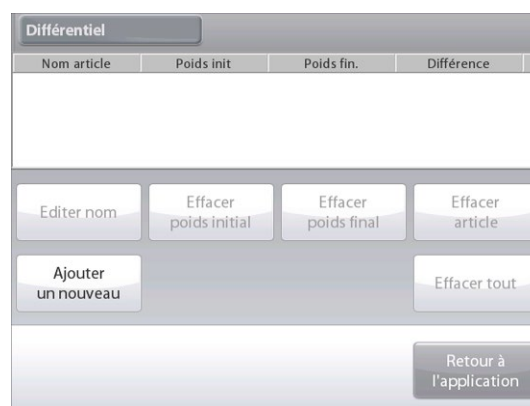 Différentiel
Nom article Poids init Poids fin. Différence
Editer nom
Effacer
poids initial
Effacer
poids final
Effacer
article
Ajouter
un nouveau
Effacer tout
Retour à
l'application